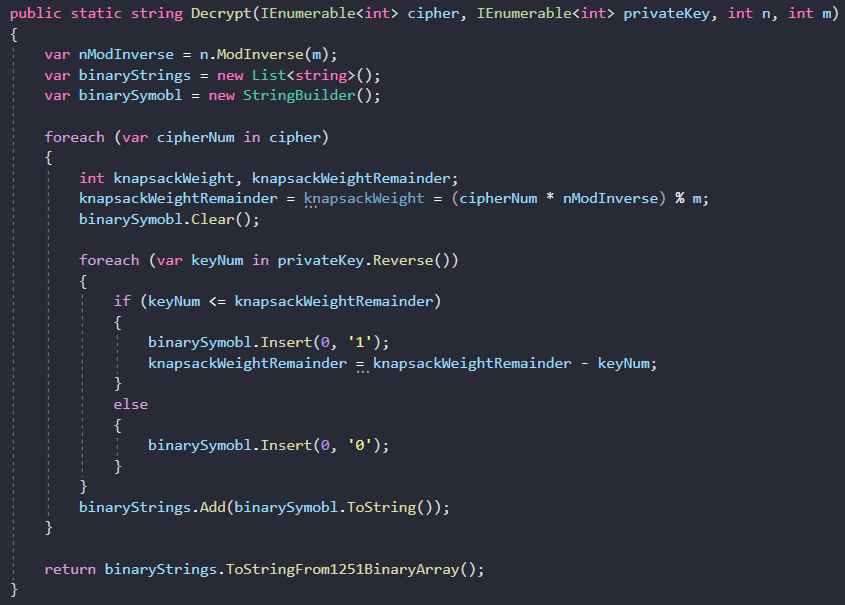 public static string Decrypt(IEnumerable<int> cipher, IEnumerable<int> privateKey, int n, int m)
{
    var nModInverse = n.ModInverse(m);
    var binaryStrings = new List<string>();
    var binarySymobl = new StringBuilder();

    foreach (var cipherNum in cipher)
    {
        int knapsackWeight, knapsackWeightRemainder;
        knapsackWeightRemainder = knapsackWeight = (cipherNum * nModInverse) % m;
        binarySymobl.Clear();

        foreach (var keyNum in privateKey.Reverse())
        {
            if (keyNum <= knapsackWeightRemainder)
            {
                binarySymobl.Insert(0, '1');
                knapsackWeightRemainder = knapsackWeightRemainder - keyNum;
            }
            else
            {
                binarySymobl.Insert(0, '0');
            }
        }
        binaryStrings.Add(binarySymobl.ToString());
    }

    return binaryStrings.ToStringFrom1251BinaryArray();
}